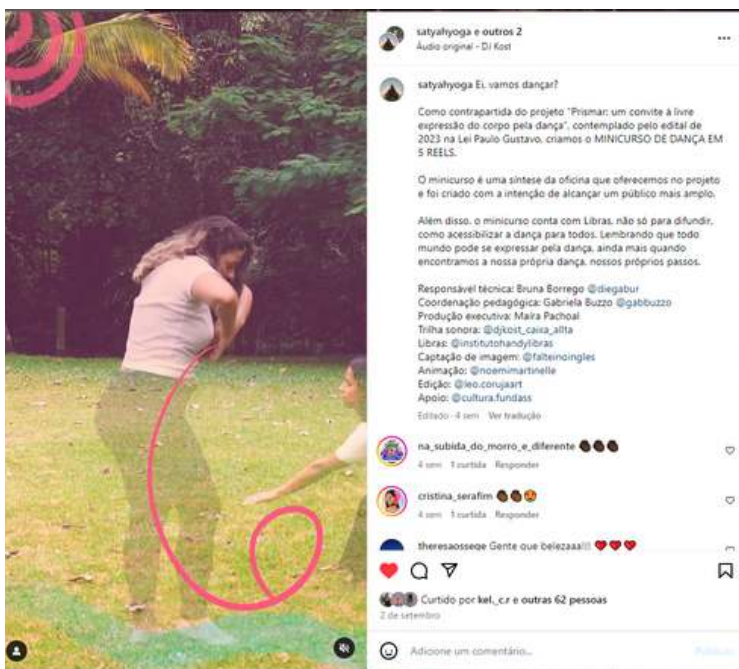 satyahyoga e outros 2
Áudio original - DJ Kost
satyahyoga Ei, vamos dançar?
Como contrapartida do projeto "Prismar: um convite à livre
expressão do corpo pela dança", contemplado pelo edital de
2023 na Lei Paulo Gustavo, criamos o MINICURSO DE DANÇA EM
5 REELS.
O minicurso é uma síntese da oficina que oferecemos no projeto
e foi criado com a intenção de alcançar um público mais amplo.
Além disso, o minicurso conta com Libras, não só para difundir,
como acessibilizar a dança para todos. Lembrando que todo
mundo pode se expressar pela dança, ainda mais quando
encontramos a nossa própria dança, nossos próprios passos.
Responsável técnica: Bruna Borrego @diegabur
Coordenação pedagógica: Gabriela Buzzo @gabbuzzo
Produção executiva: Maíra Pachoal
Trilha sonora: @djkost_caixa_allta
Libras: @institutohandylibras
Captação de imagem: @falteinoingles
Animação: @noemimartinelle
Edição: @leo.corujaart
Apoio: @cultura.fundass
Editado · 4 sem Ver tradução
na_subida_do_morro_e_diferente
4 sem 1 curtida Responder
cristina_serafim
4 sem 1 curtida Responder
theresaossege Gente que belezaaa!!!
Curtido por kel._c.r e outras 62 pessoas
2 de setembro
Adicione um comentário...
Publicar